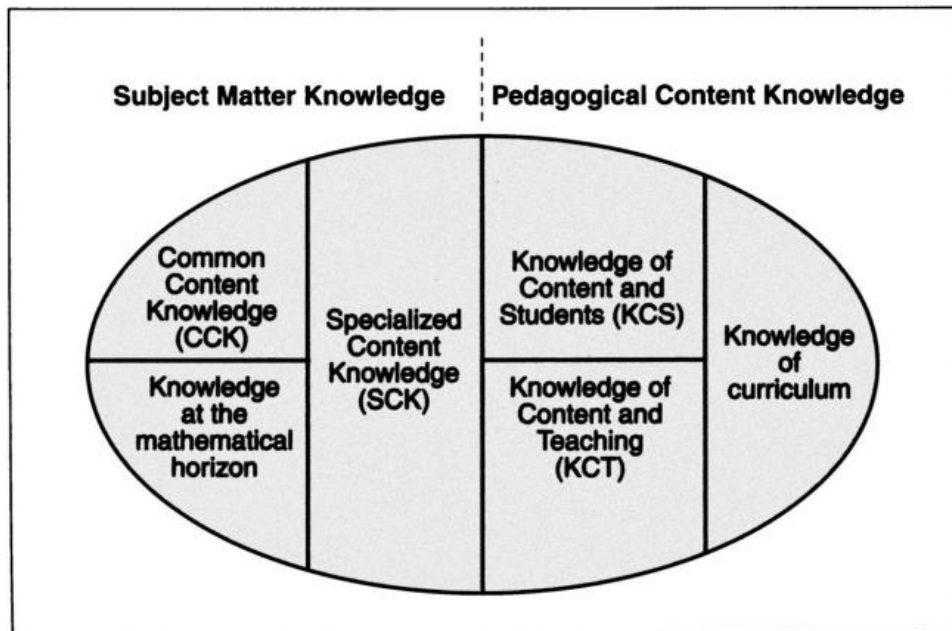 Subject Matter Knowledge
Pedagogical Content Knowledge
Common
Content
Knowledge
(CCK)
Knowledge
at the
mathematical
horizon
Specialized
Content
Knowledge
(SCK)
Knowledge of
Content and
Students (KCS)
Knowledge of
Content and
Teaching
(KCT)
Knowledge
of
curriculum